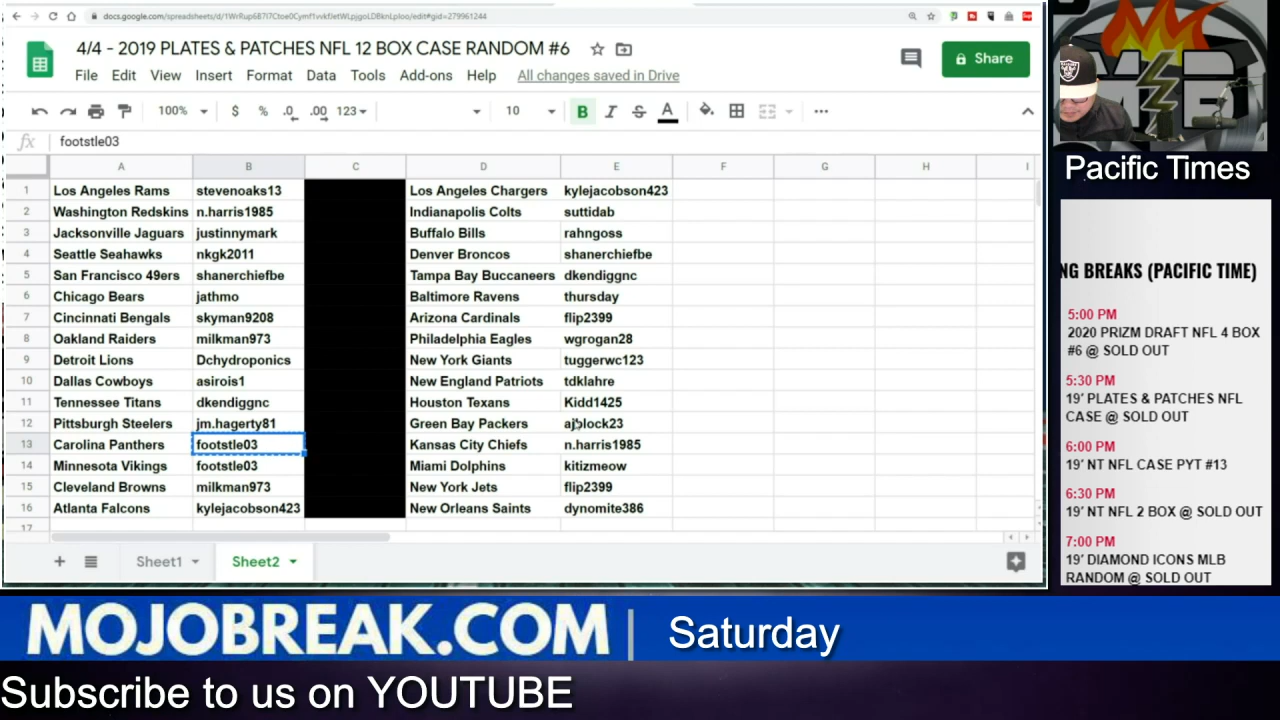 docs.google.com/spreadsheets/d/1WrRup6B7I7Ctoe0Cymf1vvkfJetWLpjgoLDBknLploo/edit#gid=279961244
4/4 - 2019 PLATES & PATCHES NFL 12 BOX CASE RANDOM #6
Share
File Edit View Insert Format Data Tools Add-ons Help All changes saved in Drive
100% $ % .0 .00 123 10 B I S A
fx footstle03
A B C D E F G H I
1 Los Angeles Rams stevenoaks13 Los Angeles Chargers kylejacobson423
2 Washington Redskins n.harris1985 Indianapolis Colts suttidab
3 Jacksonville Jaguars justinnymark Buffalo Bills rahngoss
4 Seattle Seahawks nkgk2011 Denver Broncos shanerchiefbe
5 San Francisco 49ers shanerchiefbe Tampa Bay Buccaneers dkendiggnc
6 Chicago Bears jathmo Baltimore Ravens thursday
7 Cincinnati Bengals skyman9208 Arizona Cardinals flip2399
8 Oakland Raiders milkman973 Philadelphia Eagles wgrogan28
9 Detroit Lions Dchydroponics New York Giants tuggerwc123
10 Dallas Cowboys asirois1 New England Patriots tdklahre
11 Tennessee Titans dkendiggnc Houston Texans Kidd1425
12 Pittsburgh Steelers jm.hagerty81 Green Bay Packers
13 Carolina Panthers footstle03 Kansas City Chiefs n.harris1985
14 Minnesota Vikings footstle03 Miami Dolphins kitizmeow
15 Cleveland Browns milkman973 New York Jets flip2399
16 Atlanta Falcons kylejacobson423 New Orleans Saints dynomite386
17
Sheet1 Sheet2
Pacific Times
NG BREAKS (PACIFIC TIME)
5:00 PM
2020 PRIZM DRAFT NFL 4 BOX
#6 @ SOLD OUT
5:30 PM
19' PLATES & PATCHES NFL
CASE @ SOLD OUT
6:00 PM
19' NT NFL CASE PYT #13
6:30 PM
19' NT NFL 2 BOX @ SOLD OUT
7:00 PM
19' DIAMOND ICONS MLB
RANDOM @ SOLD OUT
MOJOBREAK.COM | Saturday
Subscribe to us on YOUTUBE